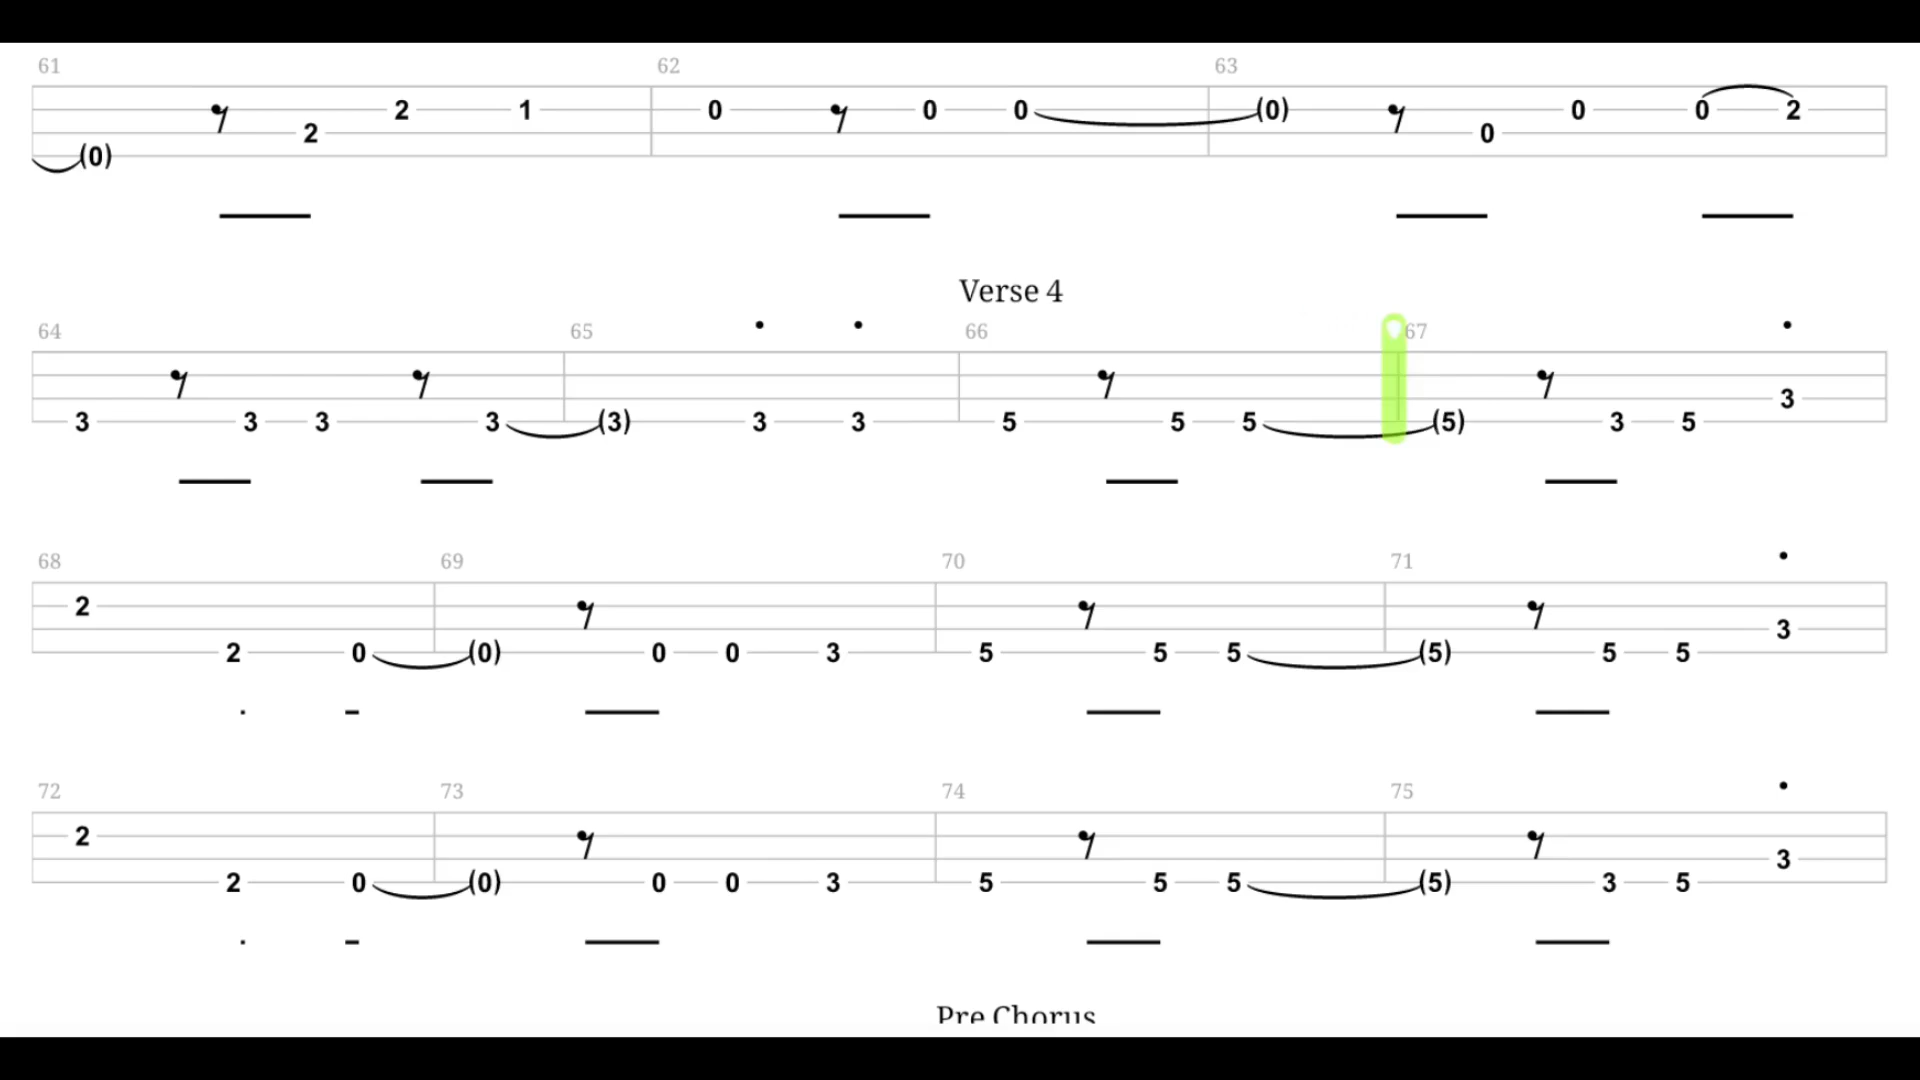 61 62 63
2 1 0 0 0 (0) 0 0 2
2 0
(0)
Verse 4
64 65 66 67
3
3 3 3 3 (3) 3 3 5 5 5 (5) 3 5
68 69 70 71
2
3
2 0 (0) 0 0 3 5 5 5 (5) 5 5
72 73 74 75
2
3
2 0 (0) 0 0 3 5 5 5 (5) 3 5
Pre Chorus